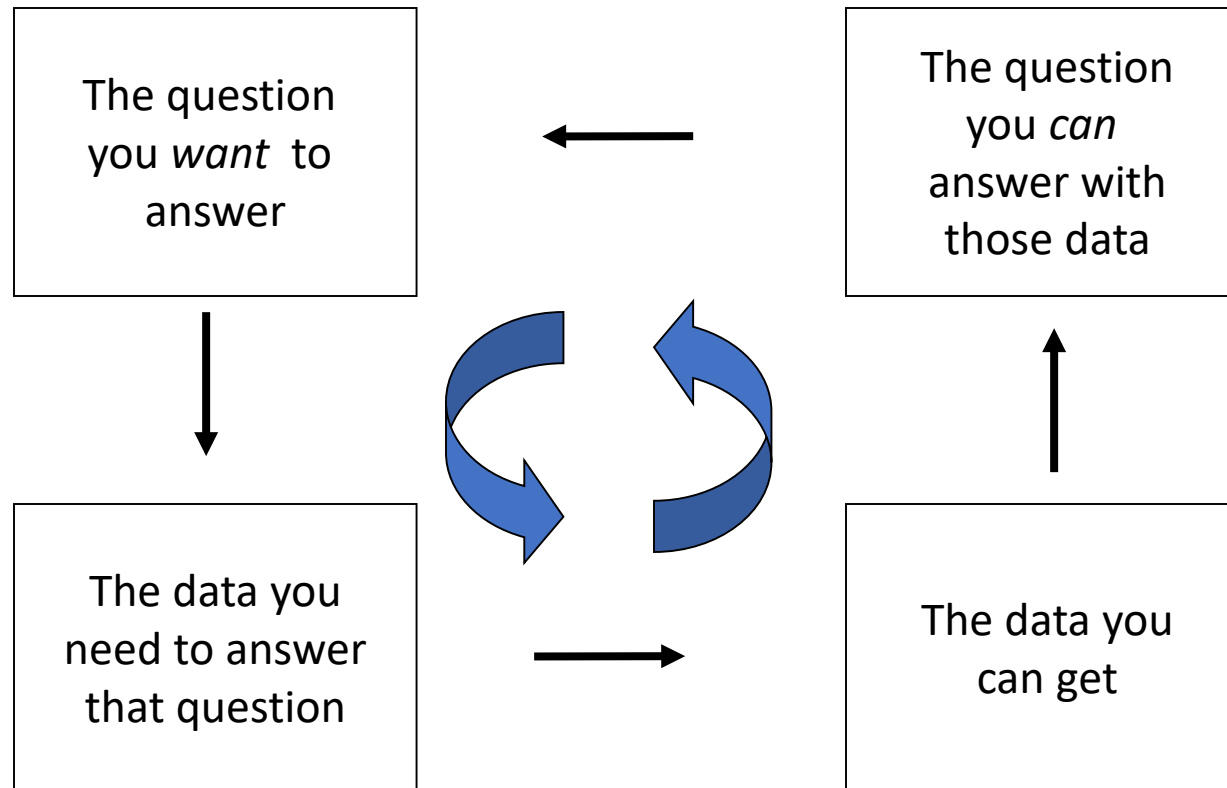 The question
you want to
answer
The question
you can
answer with
those data
The data you
need to answer
that question
The data you
can get